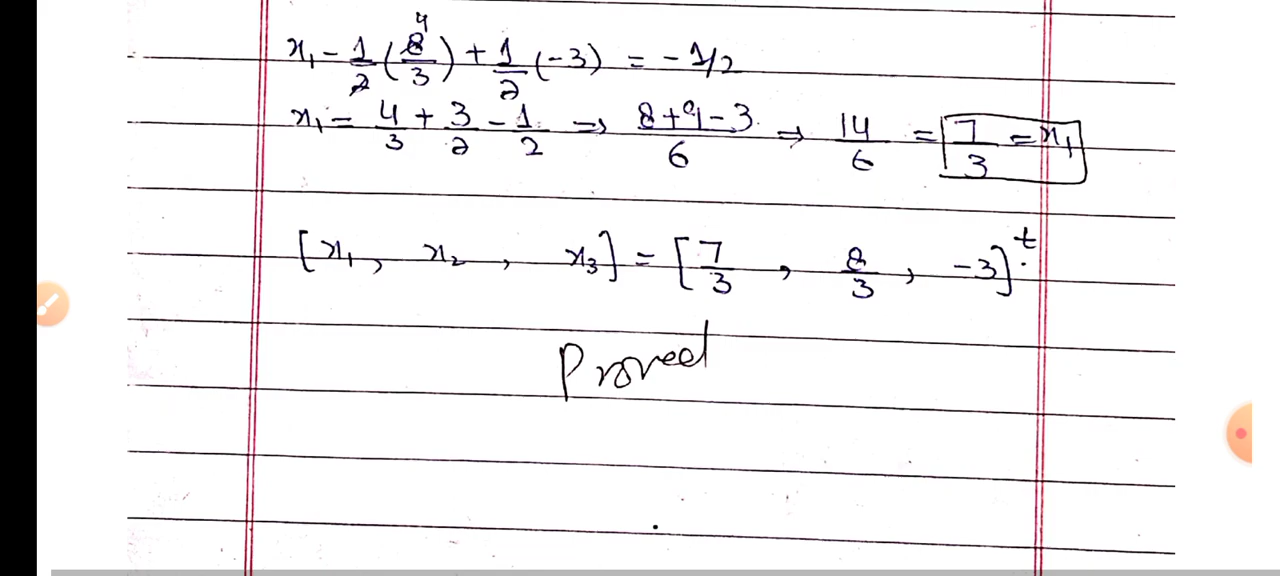 x₁ - 1/2 (8/3) 4 + 1/2 (-3) = -1/2
x₁ = 4/3 + 3/2 - 1/2 ⇒ (8+9-3)/6 ⇒ 14/6 = 7/3 = x₁
[x₁, x₂, x₃] = [7/3, 8/3, -3]ᵗ.
Proved